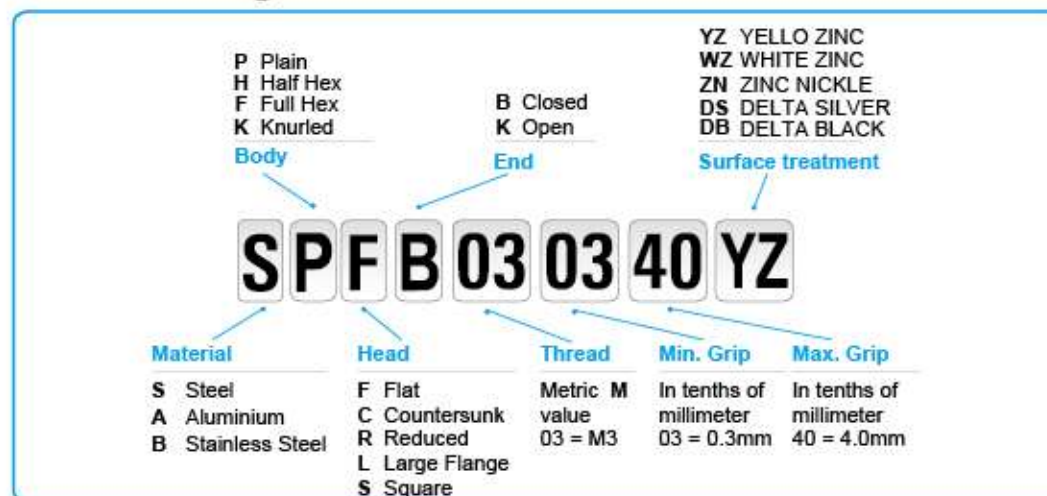 P Plain
H Half Hex
F Full Hex
K Knurled
Body
B Closed
K Open
End
YZ YELLO ZINC
WZ WHITE ZINC
ZN ZINC NICKLE
DS DELTA SILVER
DB DELTA BLACK
Surface treatment
S P F B 03 03 40 YZ
Material
S Steel
A Aluminium
B Stainless Steel
Head
F Flat
C Countersunk
R Reduced
L Large Flange
S Square
Thread
Metric M
value
03 = M3
Min. Grip
In tenths of
millimeter
03 = 0.3mm
Max. Grip
In tenths of
millimeter
40 = 4.0mm